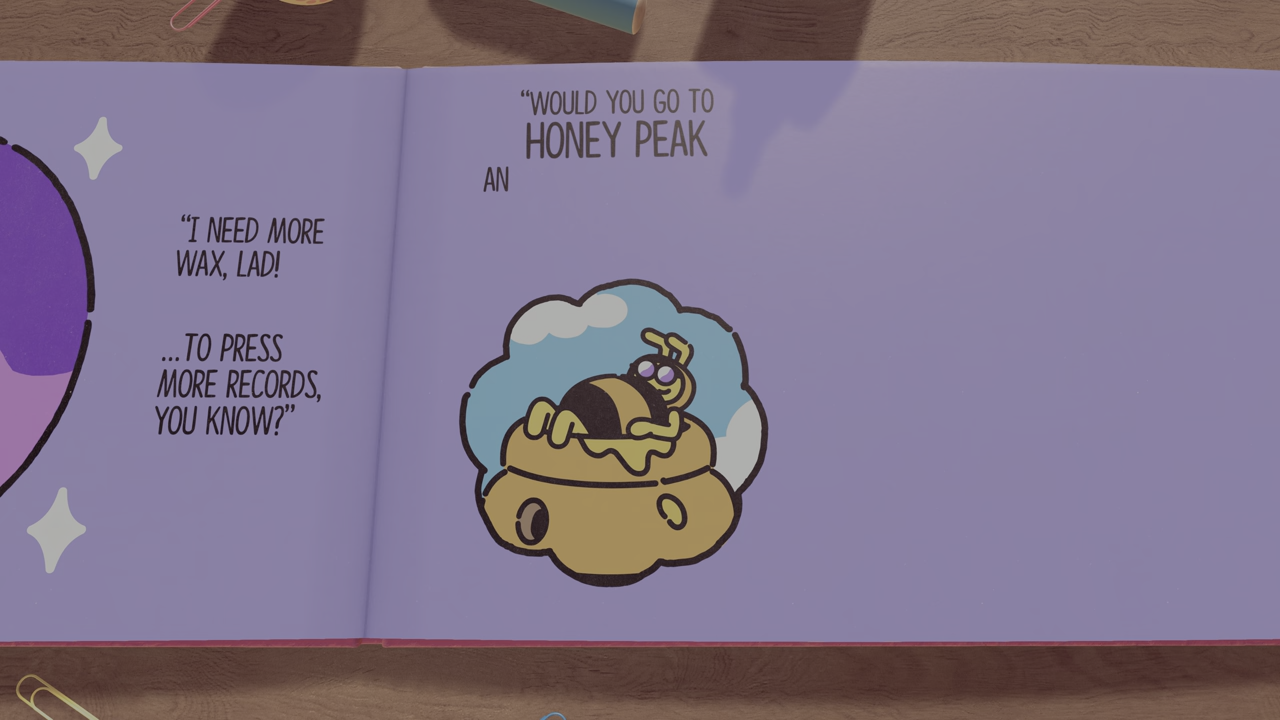 “I NEED MORE
WAX, LAD!
...TO PRESS
MORE RECORDS,
YOU KNOW?”
“WOULD YOU GO TO
HONEY PEAK
AN